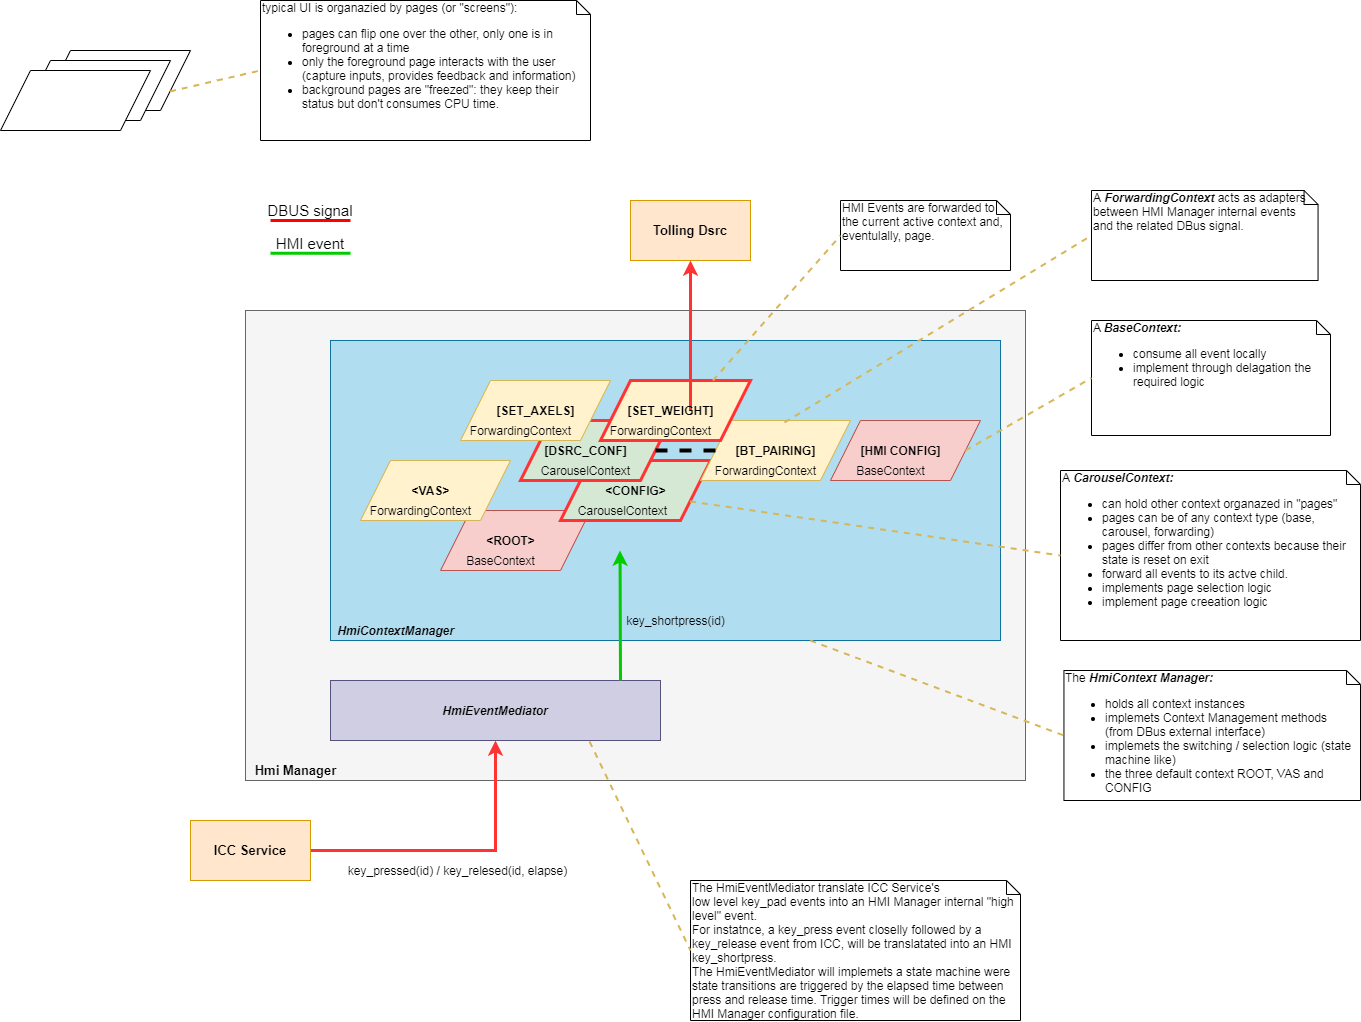 typical UI is organazied by pages (or "screens"):
pages can flip one over the other, only one is in
foreground at a time
only the foreground page interacts with the user
(capture inputs, provides feedback and information)
background pages are "freezed": they keep their
status but don't consumes CPU time.
DBUS signal
HMI event
Tolling Dsrc
HMI Events are forwarded to
the current active context and,
eventulally, page.
A ForwardingContext acts as adapters
between HMI Manager internal events
and the related DBus signal.
A BaseContext:
consume all event locally
implement through delagation the
required logic
[SET_AXELS]
ForwardingContext
[SET_WEIGHT]
ForwardingContext
[DSRC_CONF]
CarouselContext
[BT_PAIRING]
ForwardingContext
[HMI CONFIG]
BaseContext
<VAS>
ForwardingContext
<CONFIG>
CarouselContext
<ROOT>
BaseContext
A CarouselContext:
can hold other context organazed in "pages"
pages can be of any context type (base,
carousel, forwarding)
pages differ from other contexts because their
state is reset on exit
forward all events to its actve child.
implements page selection logic
implement page creeation logic
key_shortpress(id)
HmiContextManager
The HmiContext Manager:
holds all context instances
implemets Context Management methods
(from DBus external interface)
implemets the switching / selection logic (state
machine like)
the three default context ROOT, VAS and
CONFIG
HmiEventMediator
Hmi Manager
ICC Service
key_pressed(id) / key_relesed(id, elapse)
The HmiEventMediator translate ICC Service's
low level key_pad events into an HMI Manager internal "high
level" event.
For instatnce, a key_press event closelly followed by a
key_release event from ICC, will be translatated into an HMI
key_shortpress.
The HmiEventMediator will implemets a state machine were
state transitions are triggered by the elapsed time between
press and release time. Trigger times will be defined on the
HMI Manager configuration file.